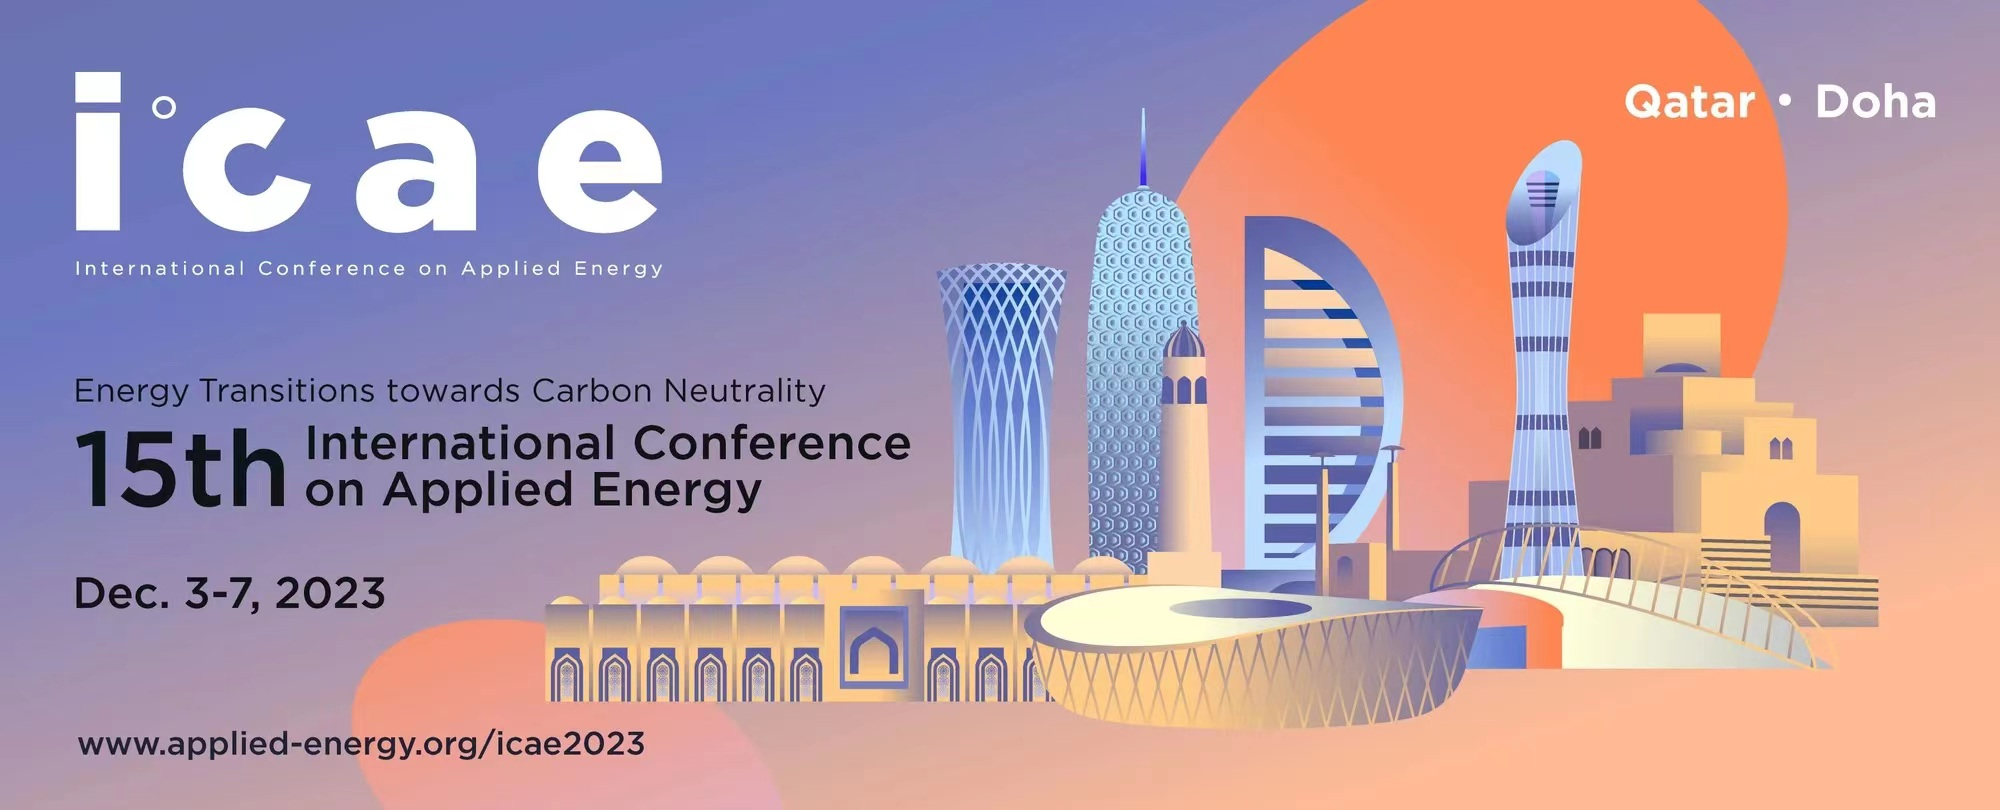 i°cae
International Conference on Applied Energy
Qatar • Doha
Energy Transitions towards Carbon Neutrality
15th International Conference
on Applied Energy
Dec. 3-7, 2023
www.applied-energy.org/icae2023